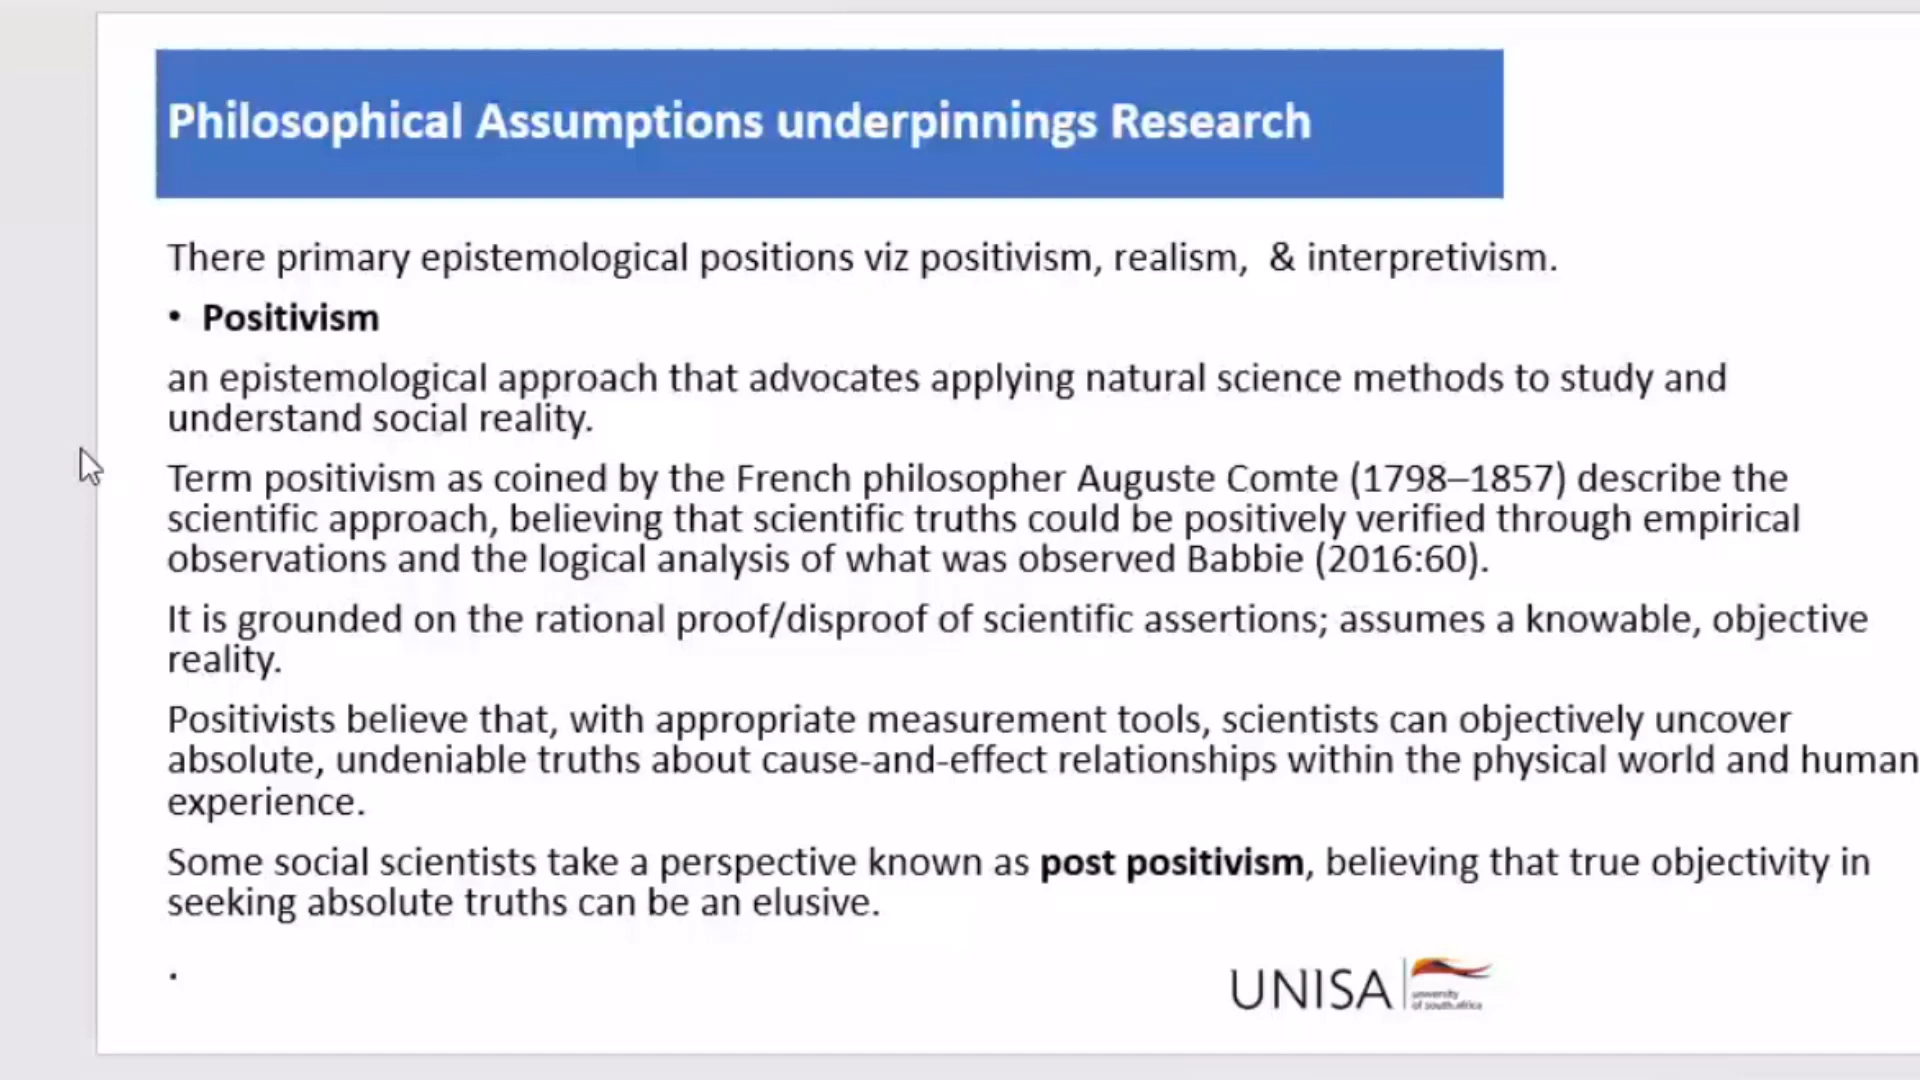 Philosophical Assumptions underpinnings Research
There primary epistemological positions viz positivism, realism,  & interpretivism.
• Positivism
an epistemological approach that advocates applying natural science methods to study and
understand social reality.
Term positivism as coined by the French philosopher Auguste Comte (1798–1857) describe the
scientific approach, believing that scientific truths could be positively verified through empirical
observations and the logical analysis of what was observed Babbie (2016:60).
It is grounded on the rational proof/disproof of scientific assertions; assumes a knowable, objective
reality.
Positivists believe that, with appropriate measurement tools, scientists can objectively uncover
absolute, undeniable truths about cause-and-effect relationships within the physical world and human
experience.
Some social scientists take a perspective known as post positivism, believing that true objectivity in
seeking absolute truths can be an elusive.
.
UNISA
university
of south africa